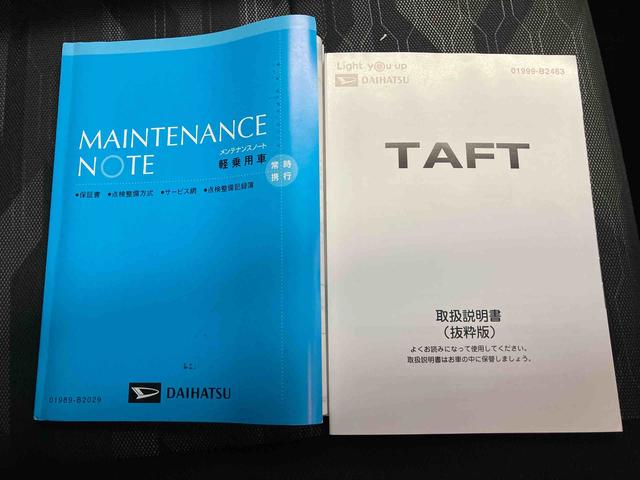 MAINTENANCE
NOTE
メンテナンスノート
軽乗用車
常時
携行
●保証書 ●点検整備方式 ●サービス網 ●点検整備記録簿
DAIHATSU
01989-B2029
Light you up
DAIHATSU
01999-B2463
TAFT
取扱説明書
(抜粋版)
よくお読みになって使用してください。
取扱説明書はお車の中に保管しましょう。